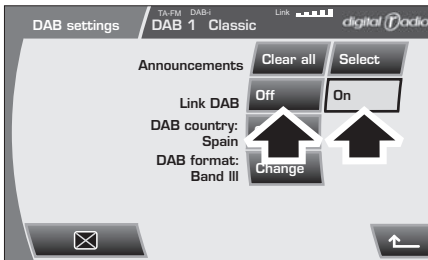 DAB settings
TA-FM DAB-i
DAB 1 Classic
Link
digital Radio
Announcements
Clear all
Select
Link DAB
Off
On
DAB country:
Spain
DAB format:
Band III
Change